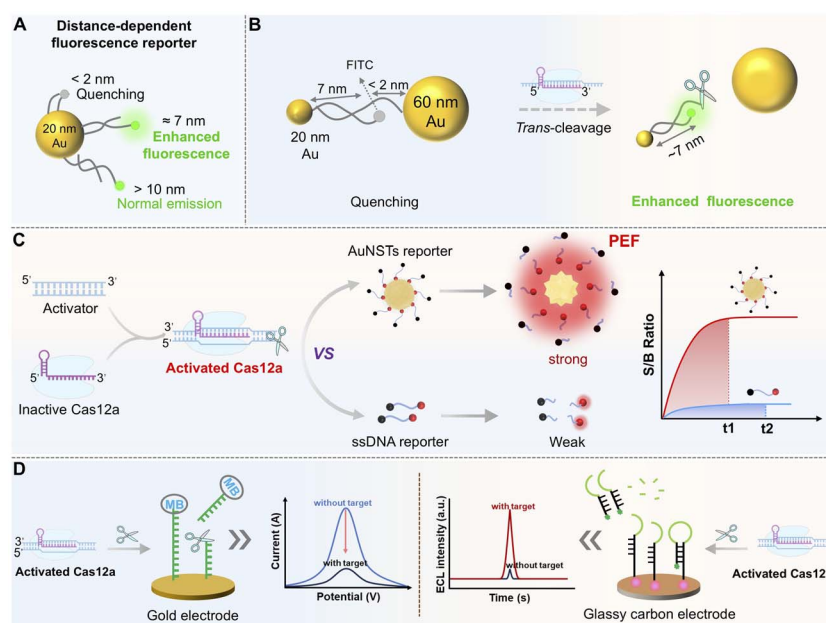 A
Distance-dependent
fluorescence reporter
< 2 nm
Quenching
20 nm
Au
≈ 7 nm
Enhanced
fluorescence
> 10 nm
Normal emission
B
FITC
7 nm
< 2 nm
60 nm
Au
20 nm
Au
Quenching
5'
3'
Trans-cleavage
~7 nm
Enhanced fluorescence
C
5'
3'
Activator
5'
3'
Inactive Cas12a
3'
5'
Activated Cas12a
VS
AuNSTs reporter
PEF
strong
ssDNA reporter
Weak
S/B Ratio
t1
t2
D
3'
5'
Activated Cas12a
MB
MB
Gold electrode
Current (A)
without target
with target
Potential (V)
ECL intensity (a.u.)
with target
without target
Time (s)
Glassy carbon electrode
Activated Cas12